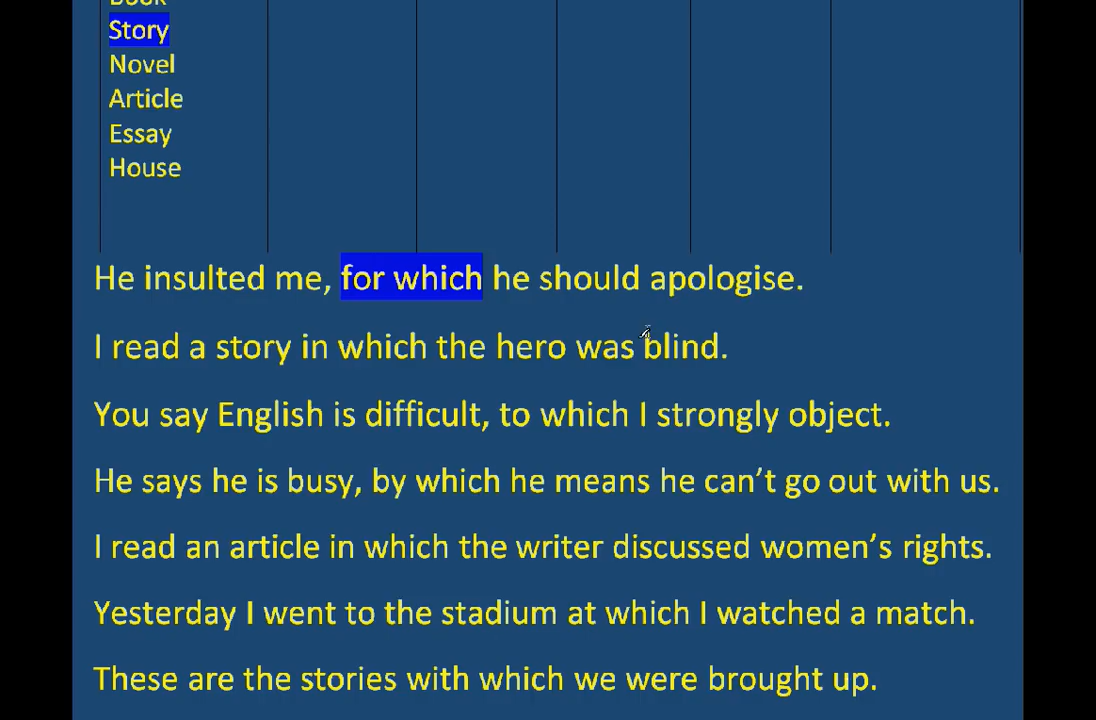 Book
Story
Novel
Article
Essay
House
He insulted me, for which he should apologise.
I read a story in which the hero was blind.
You say English is difficult, to which I strongly object.
He says he is busy, by which he means he can’t go out with us.
I read an article in which the writer discussed women’s rights.
Yesterday I went to the stadium at which I watched a match.
These are the stories with which we were brought up.